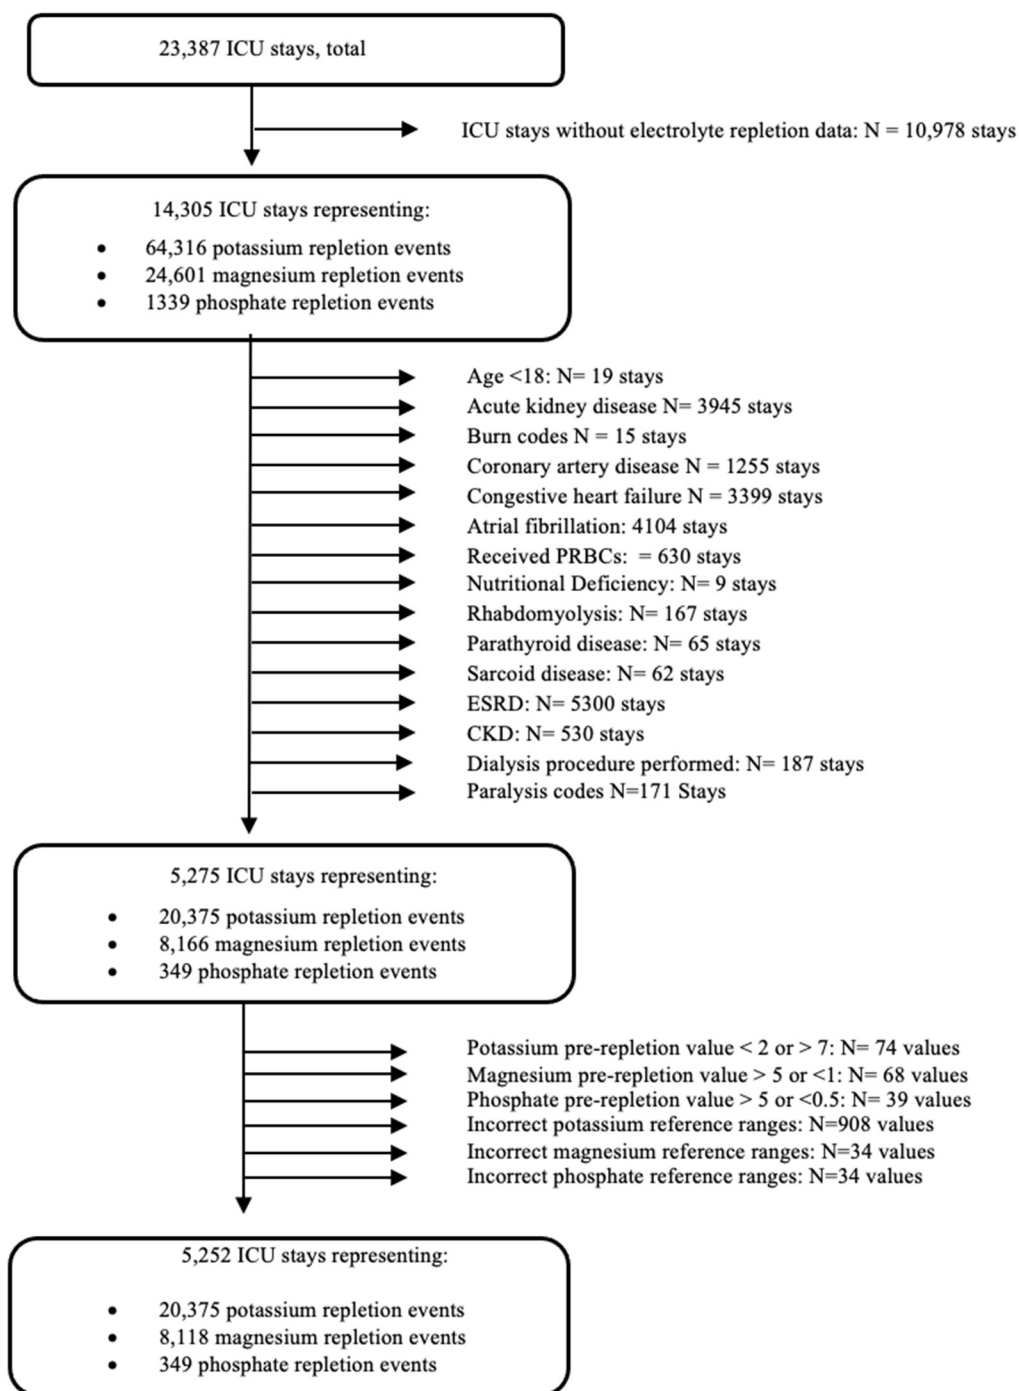 23,387 ICU stays, total
ICU stays without electrolyte repletion data: N = 10,978 stays
14,305 ICU stays representing:
• 64,316 potassium repletion events
• 24,601 magnesium repletion events
• 1339 phosphate repletion events
Age <18: N= 19 stays
Acute kidney disease N= 3945 stays
Burn codes N = 15 stays
Coronary artery disease N = 1255 stays
Congestive heart failure N = 3399 stays
Atrial fibrillation: 4104 stays
Received PRBCs:  = 630 stays
Nutritional Deficiency: N= 9 stays
Rhabdomyolysis: N= 167 stays
Parathyroid disease: N= 65 stays
Sarcoid disease: N= 62 stays
ESRD: N= 5300 stays
CKD: N= 530 stays
Dialysis procedure performed: N= 187 stays
Paralysis codes N=171 Stays
5,275 ICU stays representing:
• 20,375 potassium repletion events
• 8,166 magnesium repletion events
• 349 phosphate repletion events
Potassium pre-repletion value < 2 or > 7: N= 74 values
Magnesium pre-repletion value > 5 or <1: N= 68 values
Phosphate pre-repletion value > 5 or <0.5: N= 39 values
Incorrect potassium reference ranges: N=908 values
Incorrect magnesium reference ranges: N=34 values
Incorrect phosphate reference ranges: N=34 values
5,252 ICU stays representing:
• 20,375 potassium repletion events
• 8,118 magnesium repletion events
• 349 phosphate repletion events